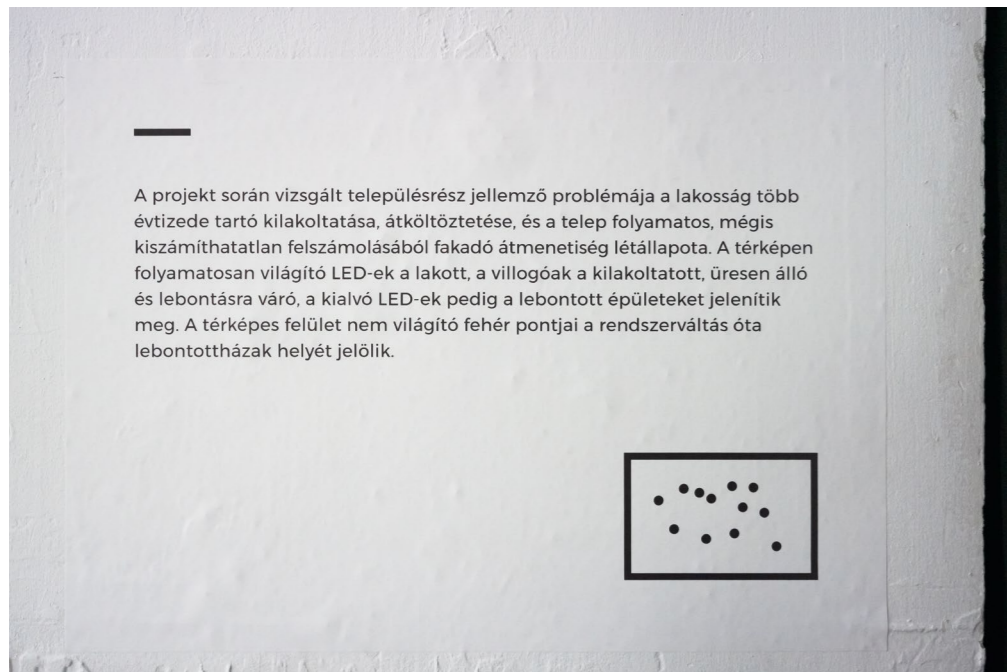 A projekt során vizsgált településrész jellemző problémája a lakosság több
évtizede tartó kilakoltatása, átköltöztetése, és a telep folyamatos, mégis
kiszámíthatatlan felszámolásából fakadó átmenetiség létállapota. A térképen
folyamatosan világító LED-ek a lakott, a villogóak a kilakoltatott, üresen álló
és lebontásra váró, a kialvó LED-ek pedig a lebontott épületeket jelenítik
meg. A térképes felület nem világító fehér pontjai a rendszerváltás óta
lebontottházak helyét jelölik.